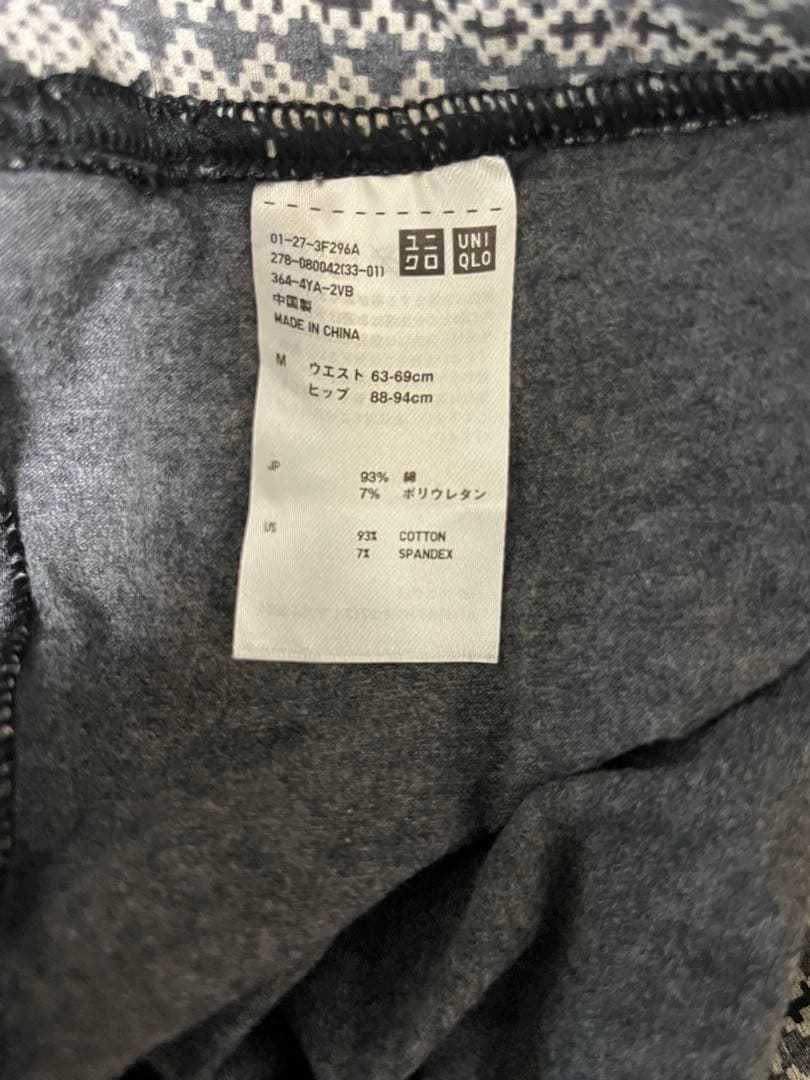 01-27-3F296A
278-080042(33-01)
364-4YA-2VB
ユニ
クロ
UNI
QLO
中国製
MADE IN CHINA
M ウエスト 63-69cm
ヒップ 88-94cm
JP
93% 綿
7% ポリウレタン
US
93% COTTON
7% SPANDEX